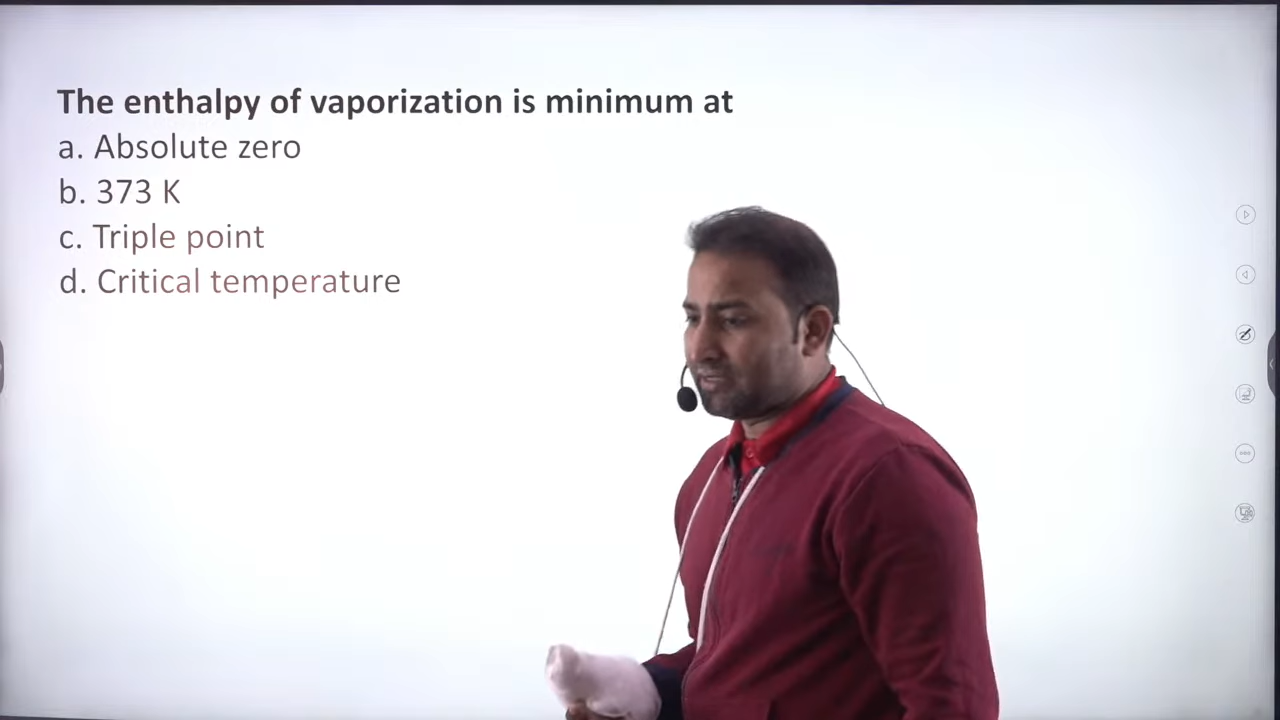 The enthalpy of vaporization is minimum at
a. Absolute zero
b. 373 K
c. Triple point
d. Critical temperature